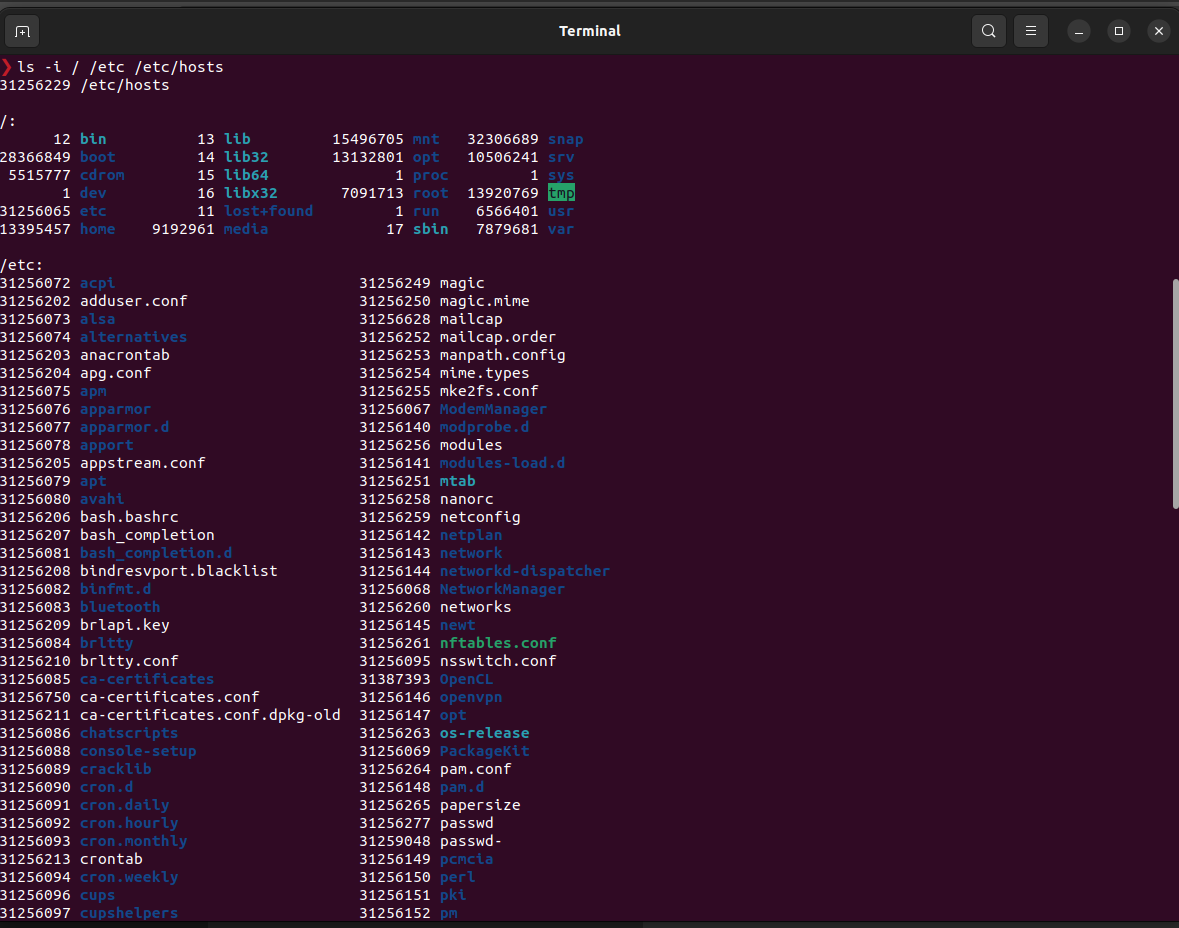 Terminal
❯ ls -i / /etc /etc/hosts
31256229 /etc/hosts
/:
12 bin 13 lib 15496705 mnt 32306689 snap
28366849 boot 14 lib32 13132801 opt 10506241 srv
5515777 cdrom 15 lib64 1 proc 1 sys
1 dev 16 libx32 7091713 root 13920769 tmp
31256065 etc 11 lost+found 1 run 6566401 usr
13395457 home 9192961 media 17 sbin 7879681 var
/etc:
31256072 acpi 31256249 magic
31256202 adduser.conf 31256250 magic.mime
31256073 alsa 31256628 mailcap
31256074 alternatives 31256252 mailcap.order
31256203 anacrontab 31256253 manpath.config
31256204 apg.conf 31256254 mime.types
31256075 apm 31256255 mke2fs.conf
31256076 apparmor 31256067 ModemManager
31256077 apparmor.d 31256140 modprobe.d
31256078 apport 31256256 modules
31256205 appstream.conf 31256141 modules-load.d
31256079 apt 31256251 mtab
31256080 avahi 31256258 nanorc
31256206 bash.bashrc 31256259 netconfig
31256207 bash_completion 31256142 netplan
31256081 bash_completion.d 31256143 network
31256208 bindresvport.blacklist 31256144 networkd-dispatcher
31256082 binfmt.d 31256068 NetworkManager
31256083 bluetooth 31256260 networks
31256209 brlapi.key 31256145 newt
31256084 brltty 31256261 nftables.conf
31256210 brltty.conf 31256095 nsswitch.conf
31256085 ca-certificates 31387393 OpenCL
31256750 ca-certificates.conf 31256146 openvpn
31256211 ca-certificates.conf.dpkg-old 31256147 opt
31256086 chatscripts 31256263 os-release
31256088 console-setup 31256069 PackageKit
31256089 cracklib 31256264 pam.conf
31256090 cron.d 31256148 pam.d
31256091 cron.daily 31256265 papersize
31256092 cron.hourly 31256277 passwd
31256093 cron.monthly 31259048 passwd-
31256213 crontab 31256149 pcmcia
31256094 cron.weekly 31256150 perl
31256096 cups 31256151 pki
31256097 cupshelpers 31256152 pm